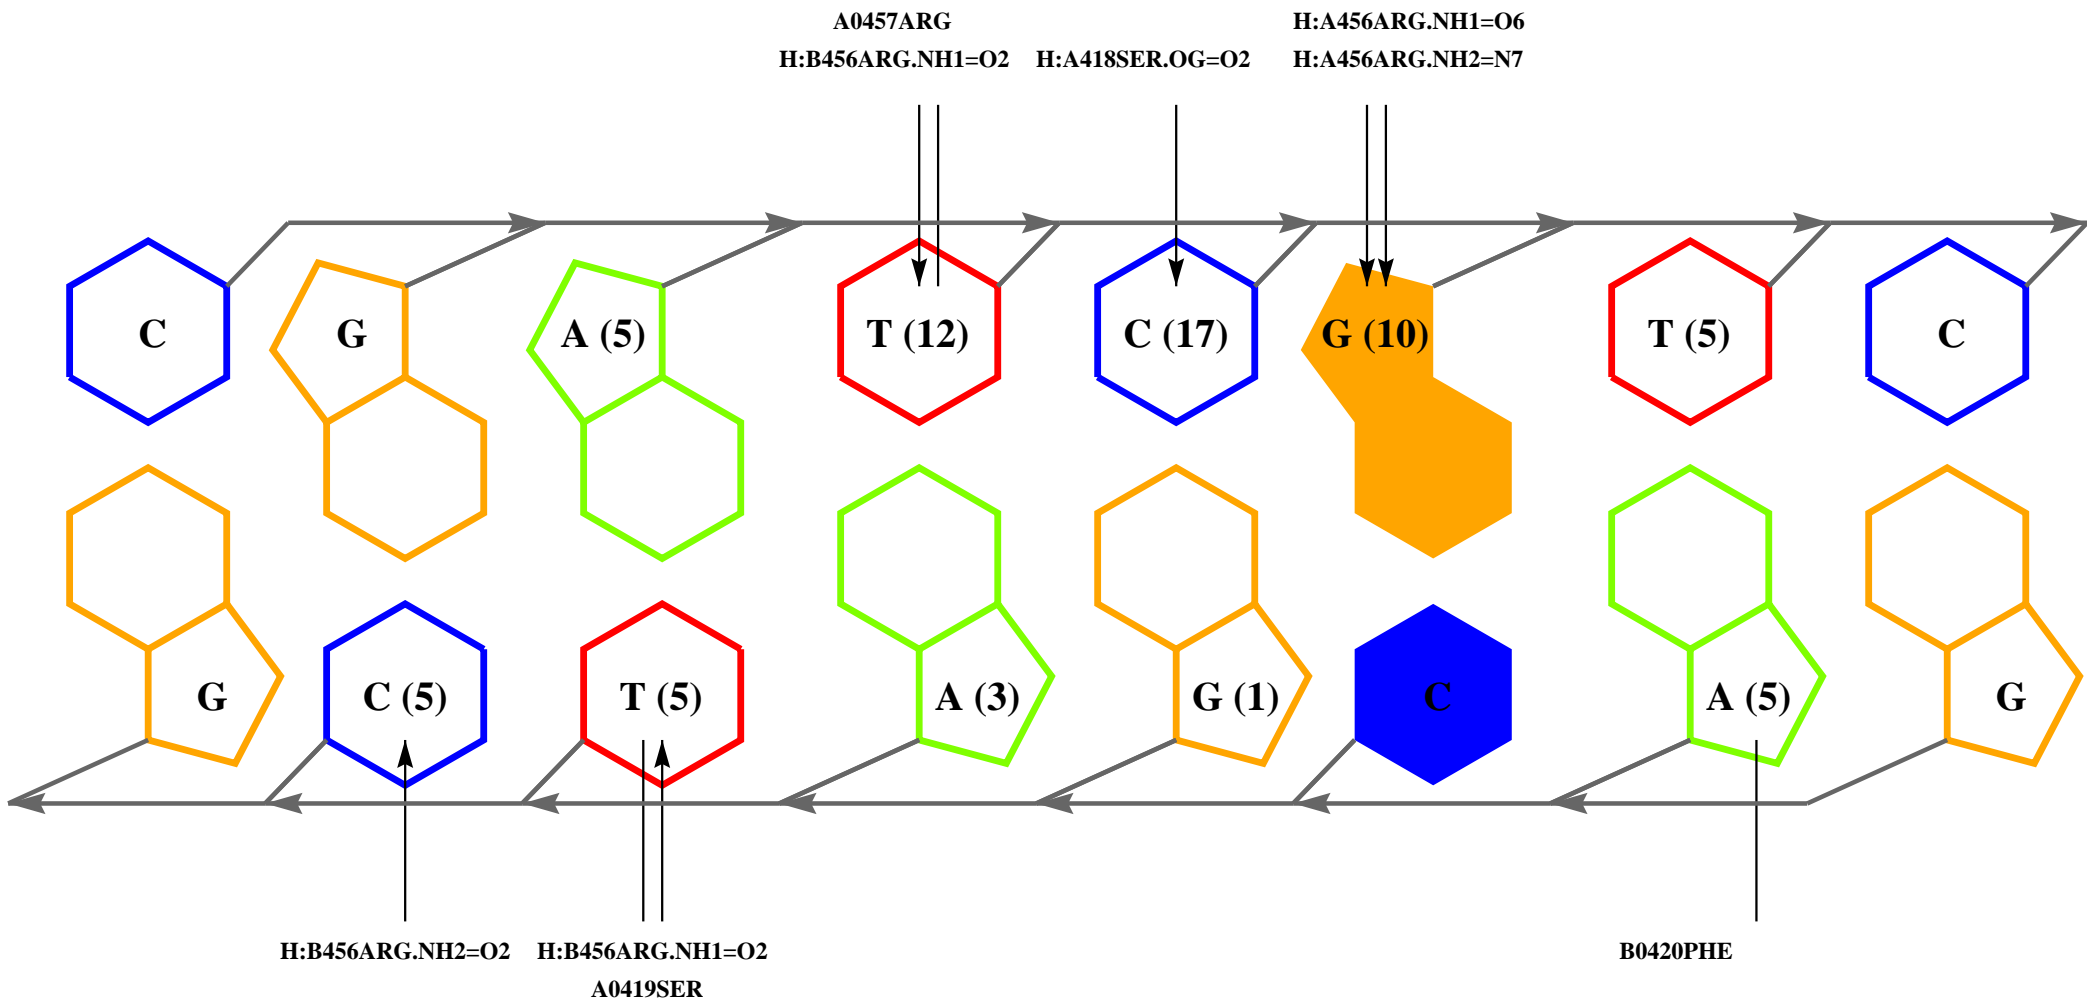 A0457ARG
H:A456ARG.NH1=O6
H:B456ARG.NH1=O2
H:A418SER.OG=O2
H:A456ARG.NH2=N7
C
G
A (5)
T (12)
C (17)
G (10)
T (5)
C
G
C (5)
T (5)
A (3)
G (1)
C
A (5)
G
H:B456ARG.NH2=O2
H:B456ARG.NH1=O2
B0420PHE
A0419SER